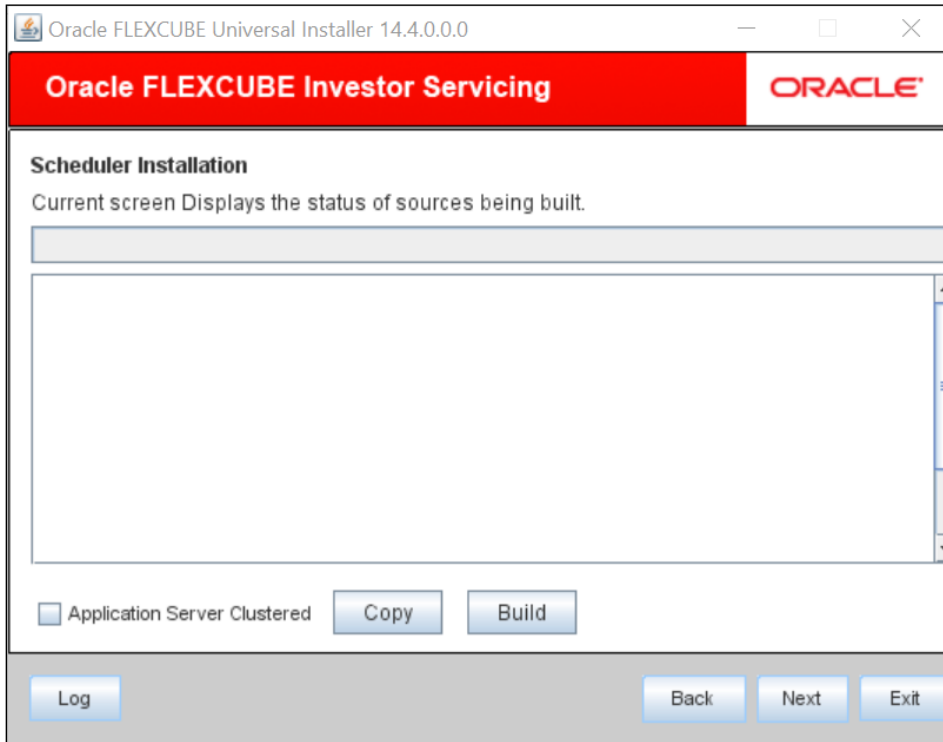 Oracle FLEXCUBE Universal Installer 14.4.0.0.0
Oracle FLEXCUBE Investor Servicing
ORACLE
Scheduler Installation
Current screen Displays the status of sources being built.
Application Server Clustered Copy Build
Log Back Next Exit